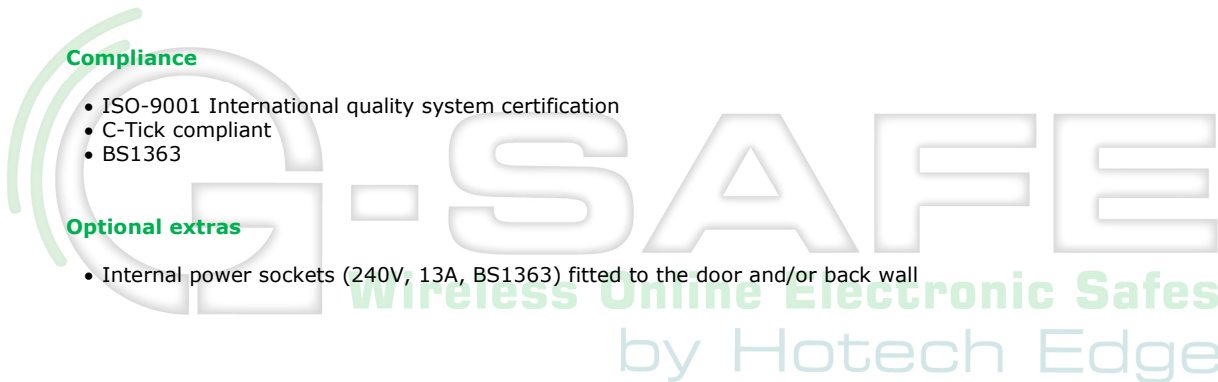 Compliance
• ISO-9001 International quality system certification
• C-Tick compliant
• BS1363
G-SAFE
Optional extras
• Internal power sockets (240V, 13A, BS1363) fitted to the door and/or back wall
Wireless Online Electronic Safes
by Hotech Edge